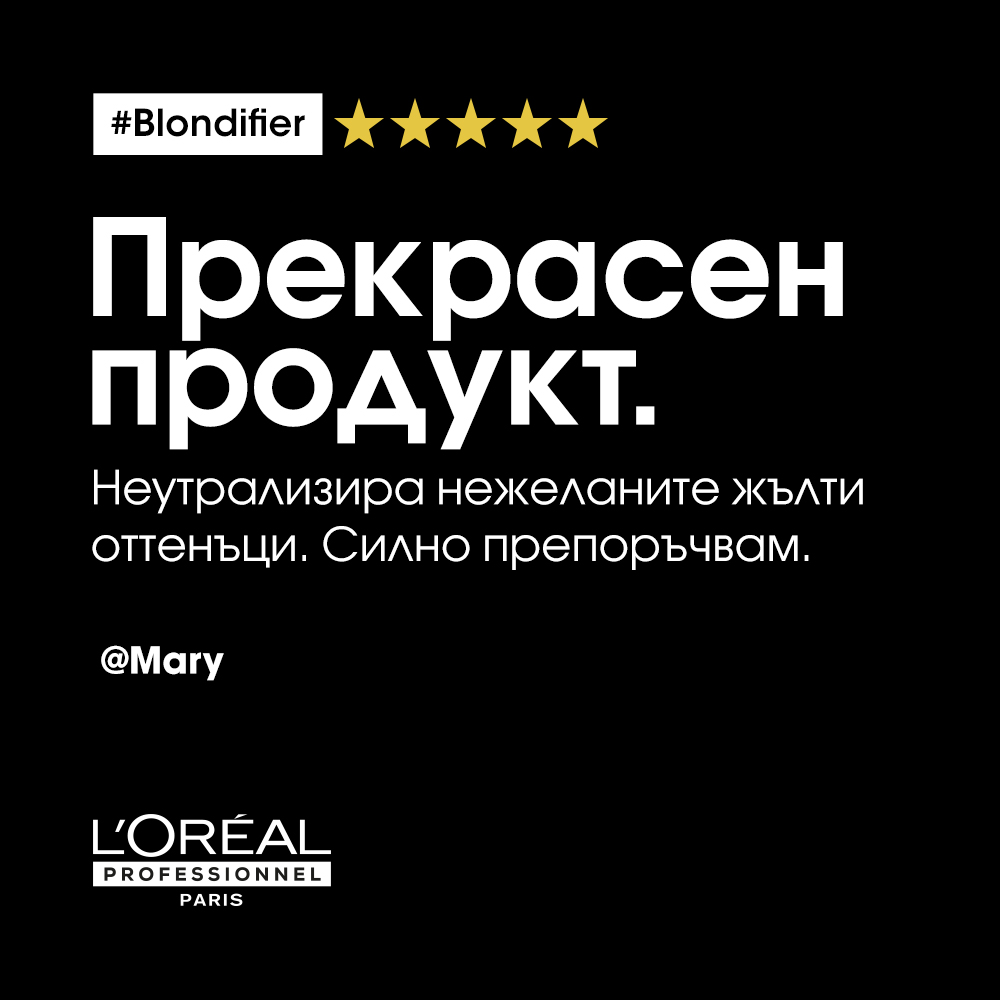 #Blondifier
Прекрасен
продукт.
Неутрализира нежеланите жълти
оттенъци. Силно препоръчвам.
@Mary
L'ORÉAL
PROFESSIONNEL
PARIS